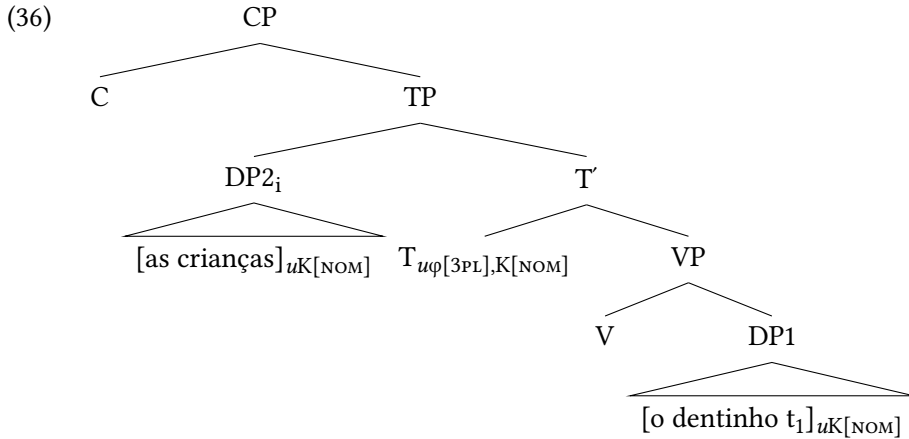 (36) CP
C TP
DP2i T′
[as crianças]uK[NOM] Tuφ[3PL],K[NOM] VP
V DP1
[o dentinho t1]uK[NOM]